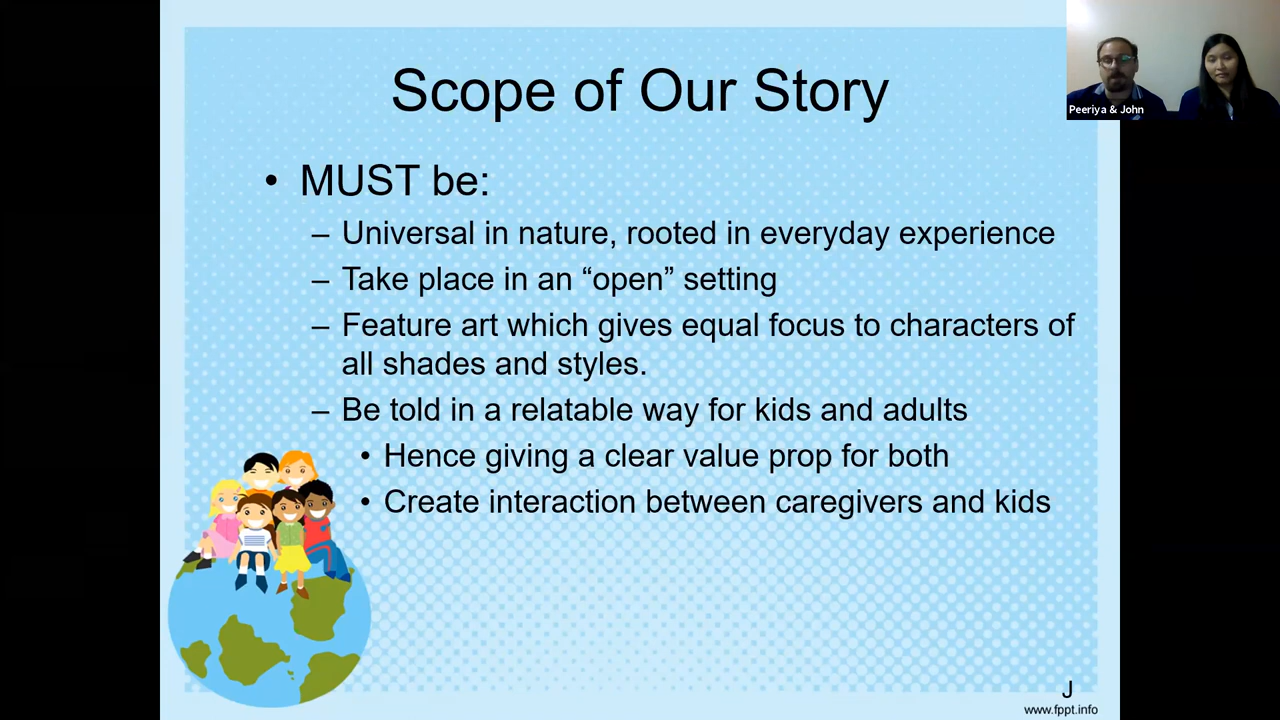 Scope of Our Story
Peeriya & John
• MUST be:
– Universal in nature, rooted in everyday experience
– Take place in an “open” setting
– Feature art which gives equal focus to characters of
all shades and styles.
– Be told in a relatable way for kids and adults
• Hence giving a clear value prop for both
• Create interaction between caregivers and kids
J
www.fppt.info